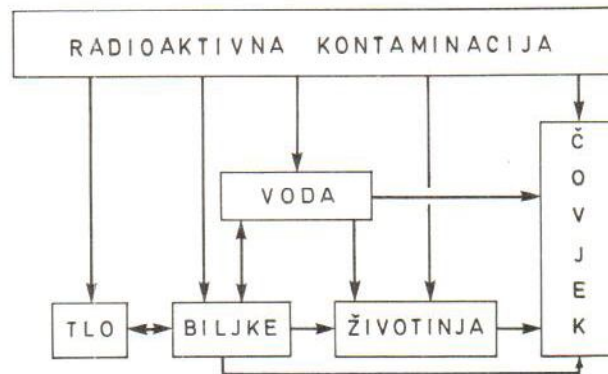 RADIOAKTIVNA KONTAMINACIJA
ČOVJEK
VODA
TLO
BILJKE
ŽIVOTINJA